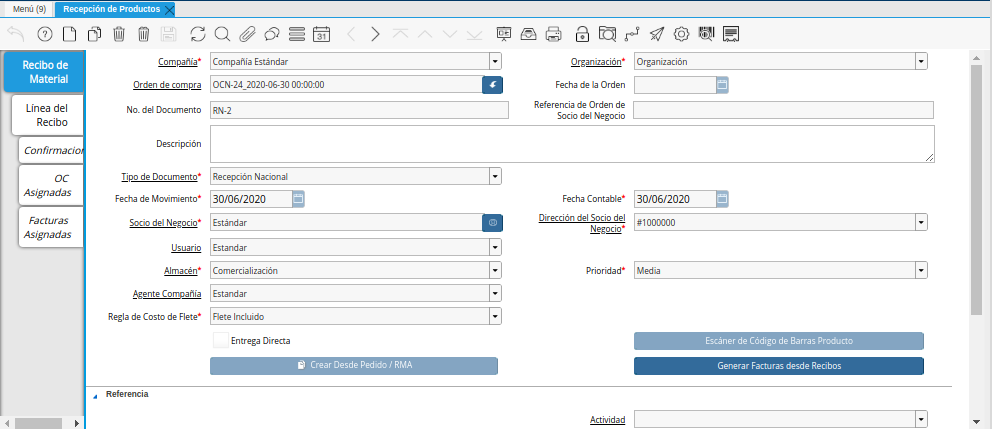 Menú (9)
Recepción de Productos
31
Recibo de
Material
Línea del
Recibo
Confirmacion
OC
Asignadas
Facturas
Asignadas
Compañía* Compañía Estándar
Organización* Organización
Orden de compra OCN-24_2020-06-30 00:00:00
Fecha de la Orden
No. del Documento RN-2
Referencia de Orden de
Socio del Negocio
Descripción
Tipo de Documento* Recepción Nacional
Fecha de Movimiento* 30/06/2020
Fecha Contable* 30/06/2020
Socio del Negocio* Estándar
Dirección del Socio del
Negocio* #1000000
Usuario Estandar
Almacén* Comercialización
Prioridad* Media
Agente Compañía Estandar
Regla de Costo de Flete* Flete Incluido
Entrega Directa
Escáner de Código de Barras Producto
Crear Desde Pedido / RMA
Generar Facturas desde Recibos
Referencia
Actividad